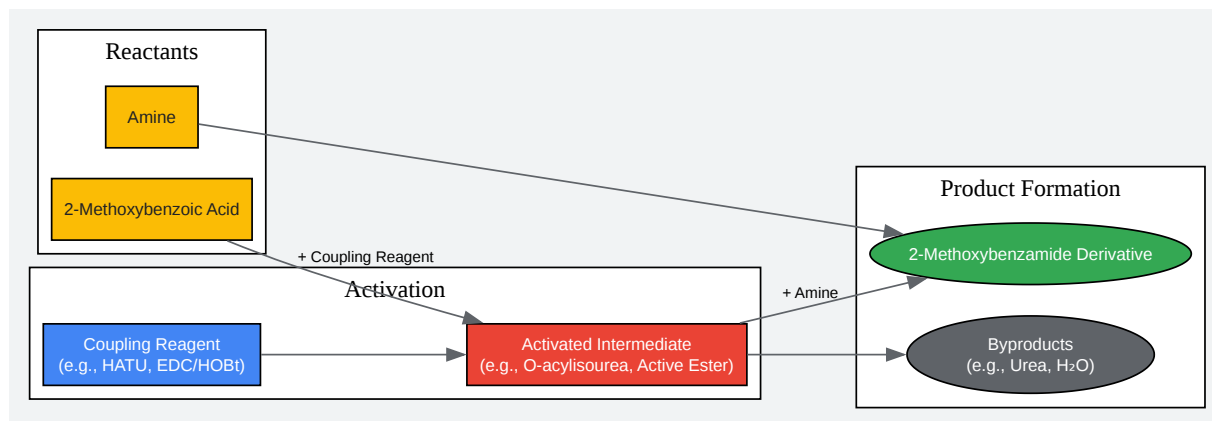 Reactants
Amine
2-Methoxybenzoic Acid
+ Coupling Reagent
Activation
Coupling Reagent
(e.g., HATU, EDC/HOBt)
Activated Intermediate
(e.g., O-acylisourea, Active Ester)
+ Amine
Product Formation
2-Methoxybenzamide Derivative
Byproducts
(e.g., Urea, H₂O)